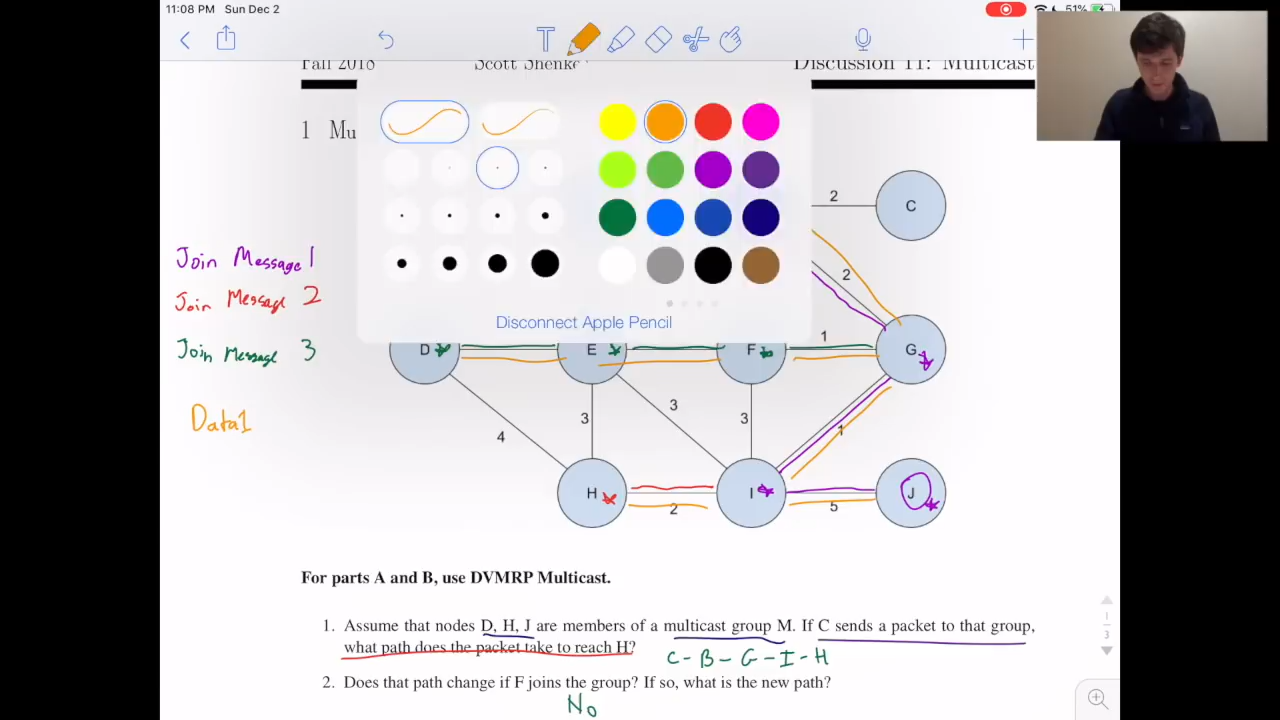 11:08 PM Sun Dec 2 51%
T
Fall 2018 Scott Shenke Discussion 11: Multicast
1 Mu
2 C
Join Message 1
2
Join Message 2
Disconnect Apple Pencil
1
Join Message 3
D E F G
3 3
3 1
4
Data1
H I J
2 5
For parts A and B, use DVMRP Multicast.
1. Assume that nodes D, H, J are members of a multicast group M. If C sends a packet to that group,
what path does the packet take to reach H?
C - B - G - I - H
2. Does that path change if F joins the group? If so, what is the new path?
No
1
3